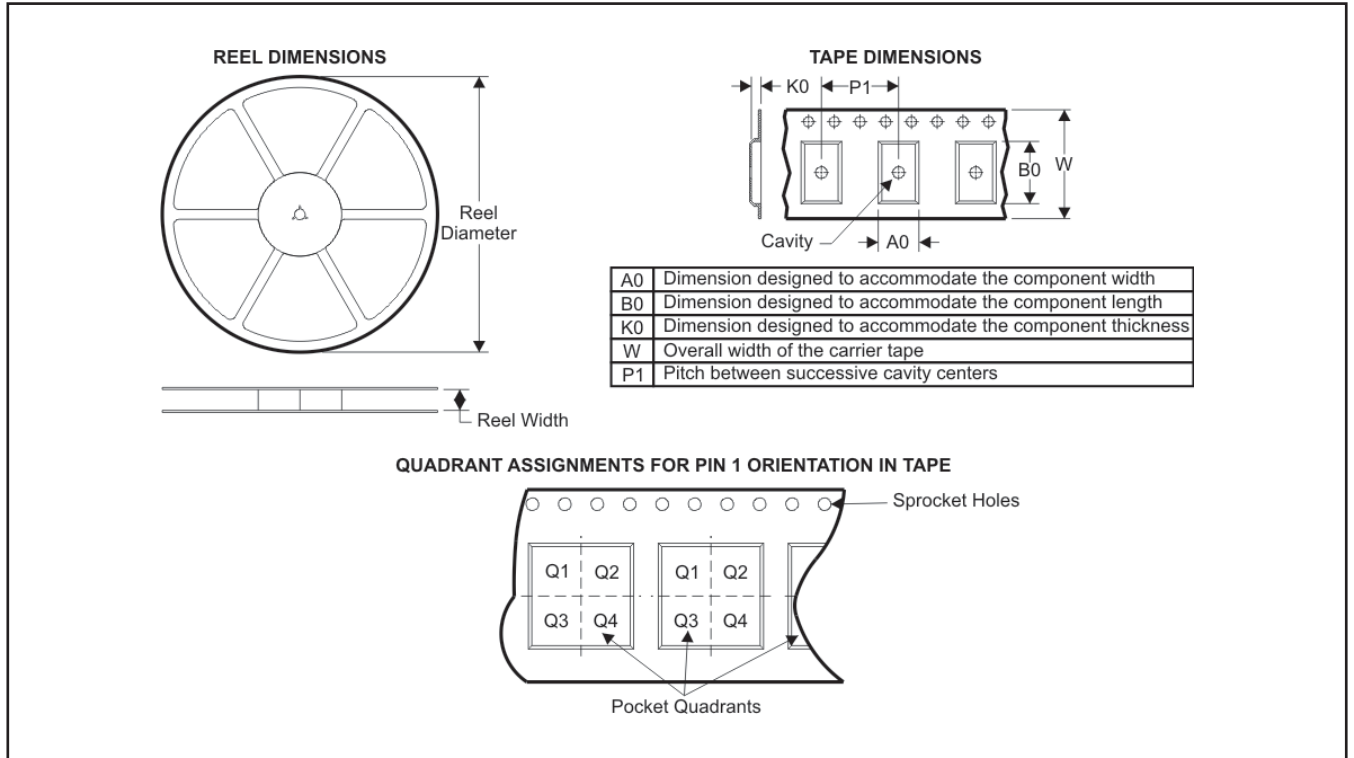 REEL DIMENSIONS
Reel
Diameter
Reel Width
TAPE DIMENSIONS
K0
P1
B0
W
Cavity
A0
A0 Dimension designed to accommodate the component width
B0 Dimension designed to accommodate the component length
K0 Dimension designed to accommodate the component thickness
W Overall width of the carrier tape
P1 Pitch between successive cavity centers
QUADRANT ASSIGNMENTS FOR PIN 1 ORIENTATION IN TAPE
Sprocket Holes
Q1 Q2 Q1 Q2
Q3 Q4 Q3 Q4
Pocket Quadrants